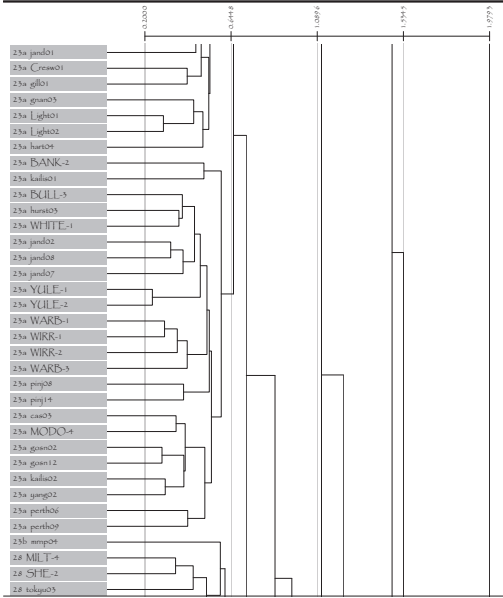 0.2000 0.6448 1.0896 1.5345 1.9793
23a jand01
23a Cresw01
23a gill01
23a gnan03
23a Light01
23a Light02
23a hart04
23a BANK-2
23a kailis01
23a BULL-3
23a hurst03
23a WHITE-1
23a jand02
23a jand08
23a jand07
23a YULE-1
23a YULE-2
23a WARB-1
23a WIRR-1
23a WIRR-2
23a WARB-3
23a pinj08
23a pinj14
23a cas03
23a MODO-4
23a gosn02
23a gosn12
23a kailis02
23a yang02
23a perth06
23a perth09
23b mmp04
28 MILT-4
28 SHE-2
28 tokyu03